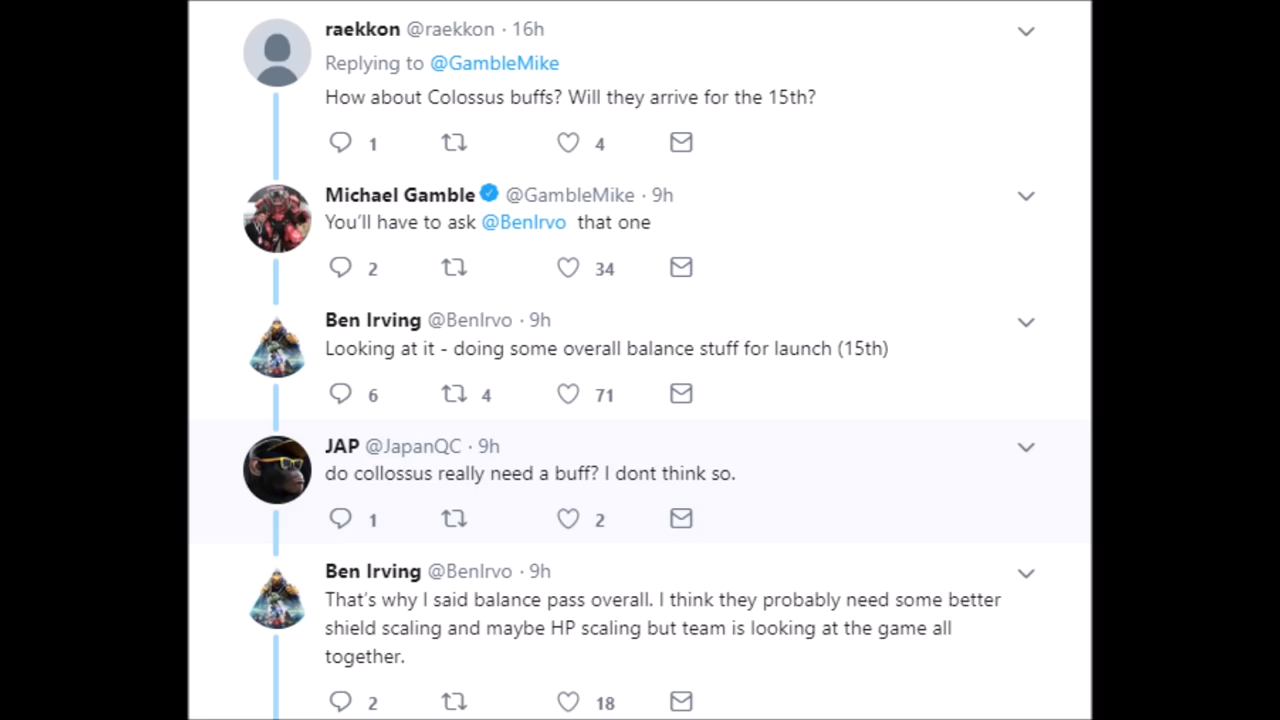 raekkon @raekkon · 16h
Replying to @GambleMike
How about Colossus buffs? Will they arrive for the 15th?
1 4
Michael Gamble @GambleMike · 9h
You'll have to ask @BenIrvo that one
2 34
Ben Irving @BenIrvo · 9h
Looking at it - doing some overall balance stuff for launch (15th)
6 4 71
JAP @JapanQC · 9h
do collossus really need a buff? I dont think so.
1 2
Ben Irving @BenIrvo · 9h
That's why I said balance pass overall. I think they probably need some better
shield scaling and maybe HP scaling but team is looking at the game all
together.
2 18